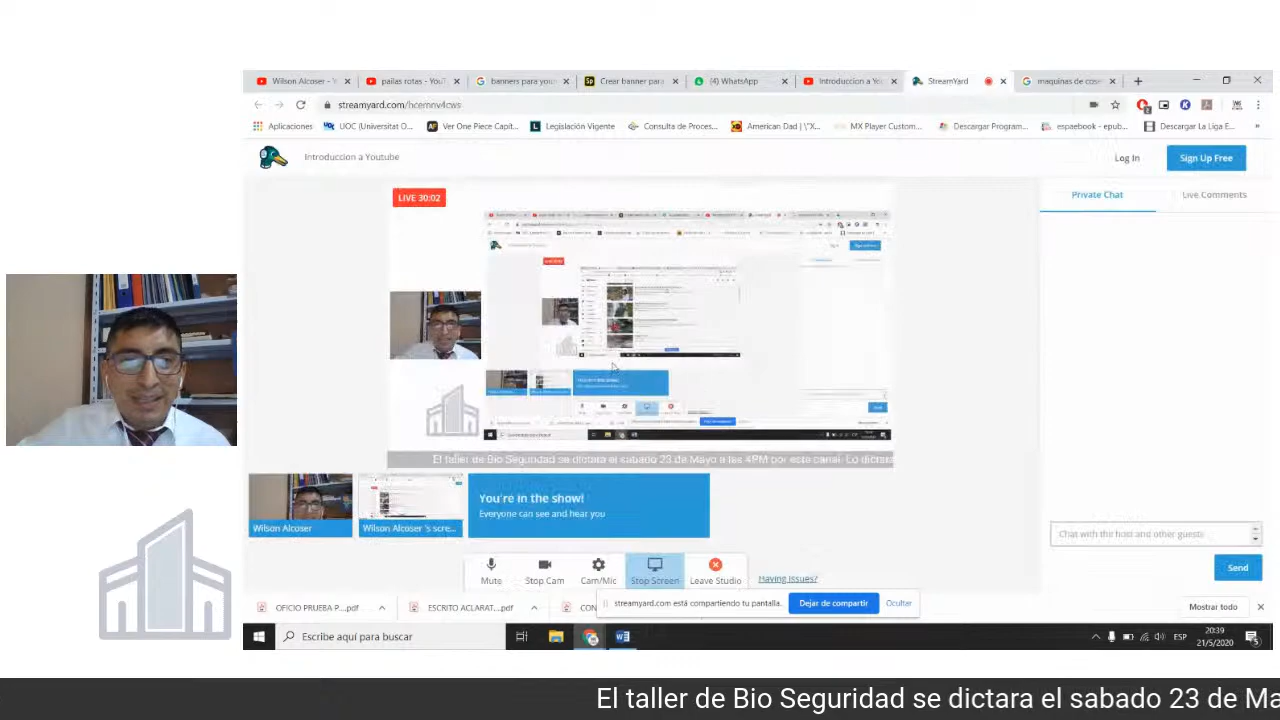 Wilson Alcoser - Y
pailas rotas - YouT
banners para your
Crear banner para
(4) WhatsApp
Introduccion a Yo
StreamYard
maquinas de cose
streamyard.com/hcemnv4cws
Aplicaciones
UOC (Universitat O...
Ver One Piece Capít...
Legislación Vigente
Consulta de Proces...
American Dad | \"X...
MX Player Custom...
Descargar Program...
espaebook - epub...
Descargar La Liga E...
Introduccion a Youtube
Log In
Sign Up Free
LIVE 30:02
Private Chat
Live Comments
El taller de Bio Seguridad se dictara el sabado 23 de Mayo a las 4PM por este canal. Lo dictara
Wilson Alcoser
Wilson Alcoser 's scre...
You're in the show!
Everyone can see and hear you
Chat with the host and other guests
Send
Mute
Stop Cam
Cam/Mic
Stop Screen
Leave Studio
Having issues?
OFICIO PRUEBA P....pdf
ESCRITO ACLARAT....pdf
CON
streamyard.com está compartiendo tu pantalla.
Dejar de compartir
Ocultar
Mostrar todo
Escribe aquí para buscar
ESP
20:39
21/5/2020
El taller de Bio Seguridad se dictara el sabado 23 de Ma